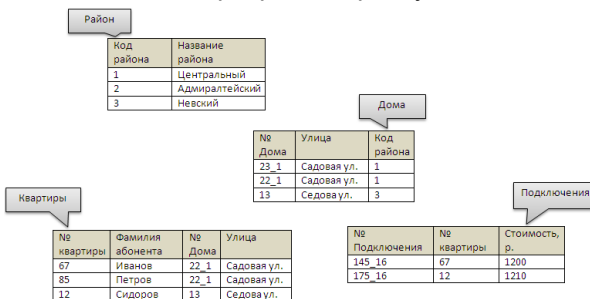 Район
Код района Название района
1 Центральный
2 Адмиралтейский
3 Невский
Дома
№ Дома Улица Код района
23_1 Садовая ул. 1
22_1 Садовая ул. 1
13 Седова ул. 3
Квартиры
№ квартиры Фамилия абонента № Дома Улица
67 Иванов 22_1 Садовая ул.
85 Петров 22_1 Садовая ул.
12 Сидоров 13 Седова ул.
Подключения
№ Подключения № квартиры Стоимость, р.
145_16 67 1200
175_16 12 1210